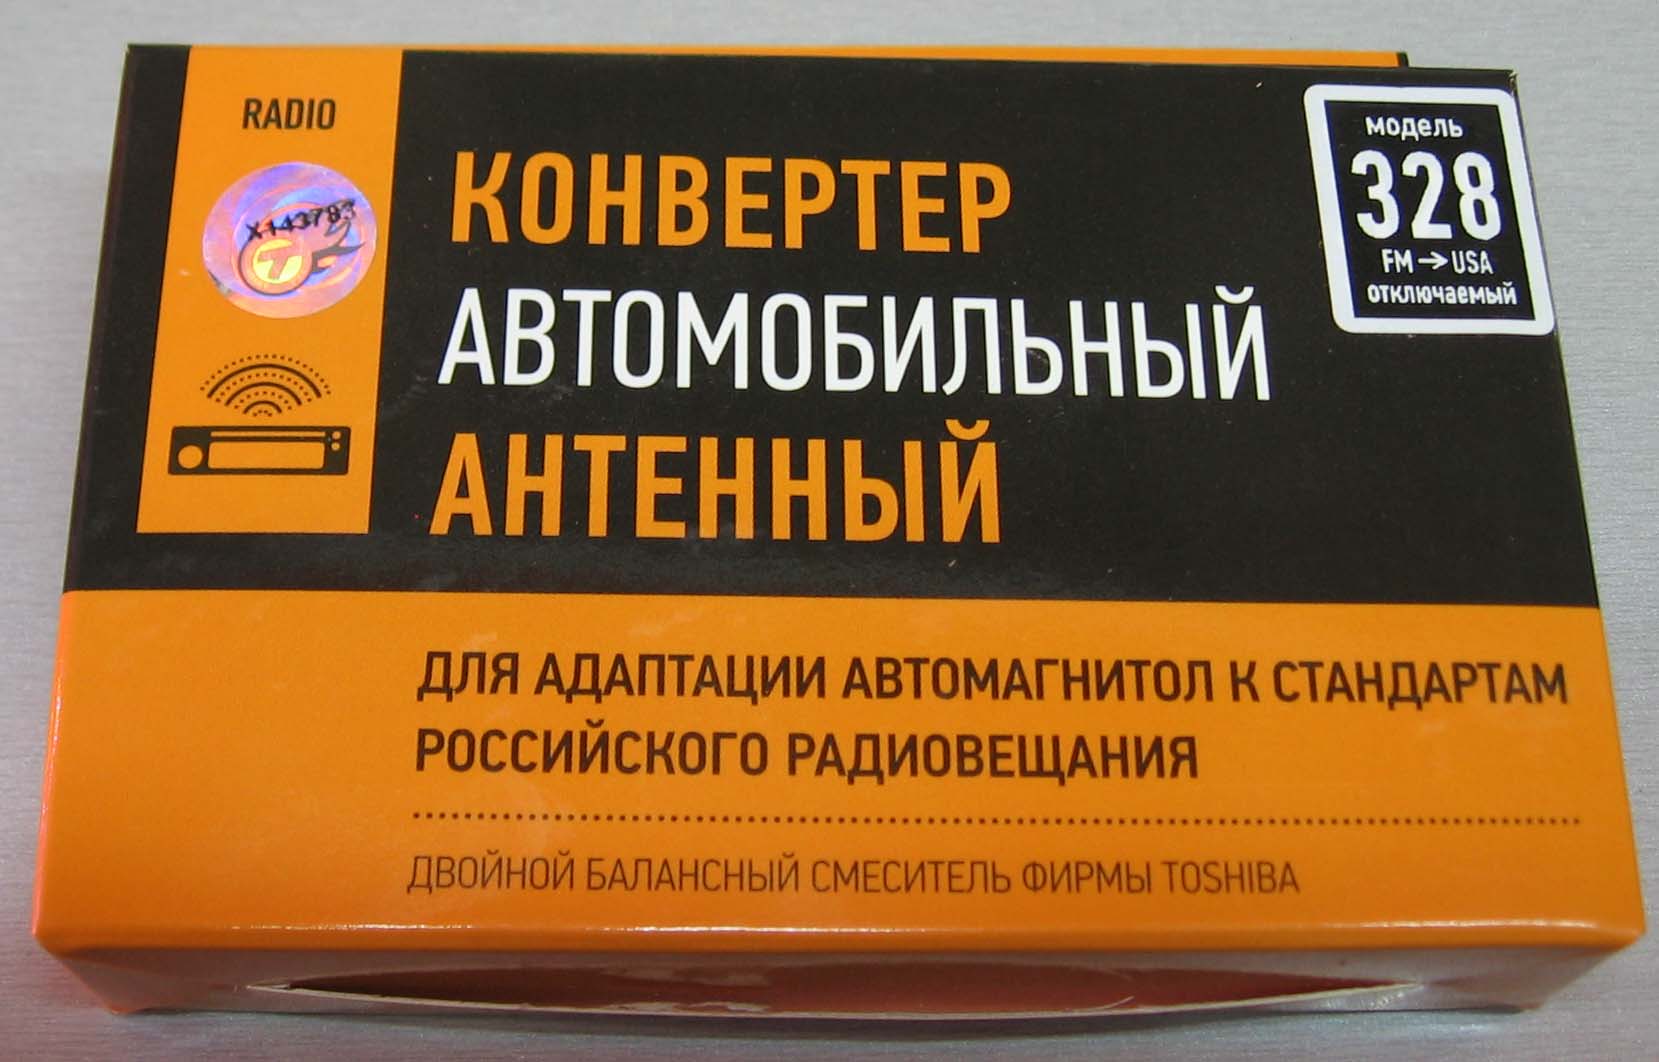 RADIO
X143783
КОНВЕРТЕР
АВТОМОБИЛЬНЫЙ
АНТЕННЫЙ
модель
328
FM→USA
отключаемый
ДЛЯ АДАПТАЦИИ АВТОМАГНИТОЛ К СТАНДАРТАМ
РОССИЙСКОГО РАДИОВЕЩАНИЯ
ДВОЙНОЙ БАЛАНСНЫЙ СМЕСИТЕЛЬ ФИРМЫ TOSHIBA